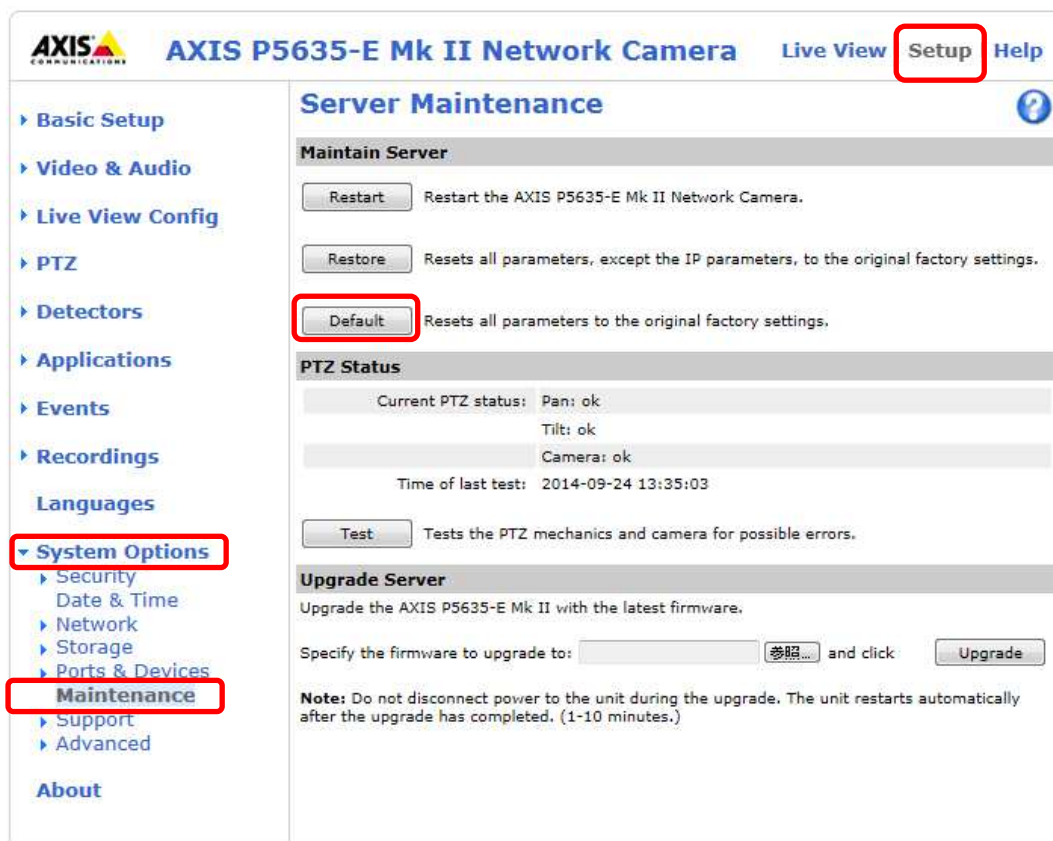 AXIS
COMMUNICATIONS
AXIS P5635-E Mk II Network Camera
Live View
Setup
Help
Basic Setup
Video & Audio
Live View Config
PTZ
Detectors
Applications
Events
Recordings
Languages
System Options
Security
Date & Time
Network
Storage
Ports & Devices
Maintenance
Support
Advanced
About
Server Maintenance
?
Maintain Server
Restart Restart the AXIS P5635-E Mk II Network Camera.
Restore Resets all parameters, except the IP parameters, to the original factory settings.
Default Resets all parameters to the original factory settings.
PTZ Status
Current PTZ status: Pan: ok
Tilt: ok
Camera: ok
Time of last test: 2014-09-24 13:35:03
Test Tests the PTZ mechanics and camera for possible errors.
Upgrade Server
Upgrade the AXIS P5635-E Mk II with the latest firmware.
Specify the firmware to upgrade to: 参照... and click Upgrade
Note: Do not disconnect power to the unit during the upgrade. The unit restarts automatically
after the upgrade has completed. (1-10 minutes.)